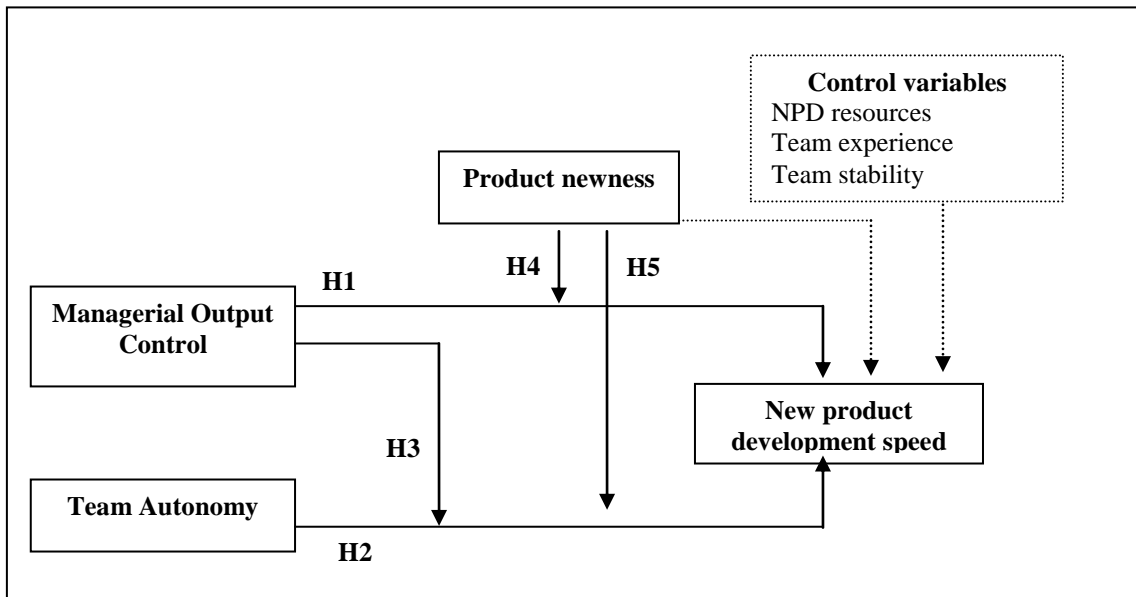 Control variables
NPD resources
Team experience
Team stability
Product newness
H4
H5
H1
Managerial Output
Control
New product
development speed
H3
Team Autonomy
H2